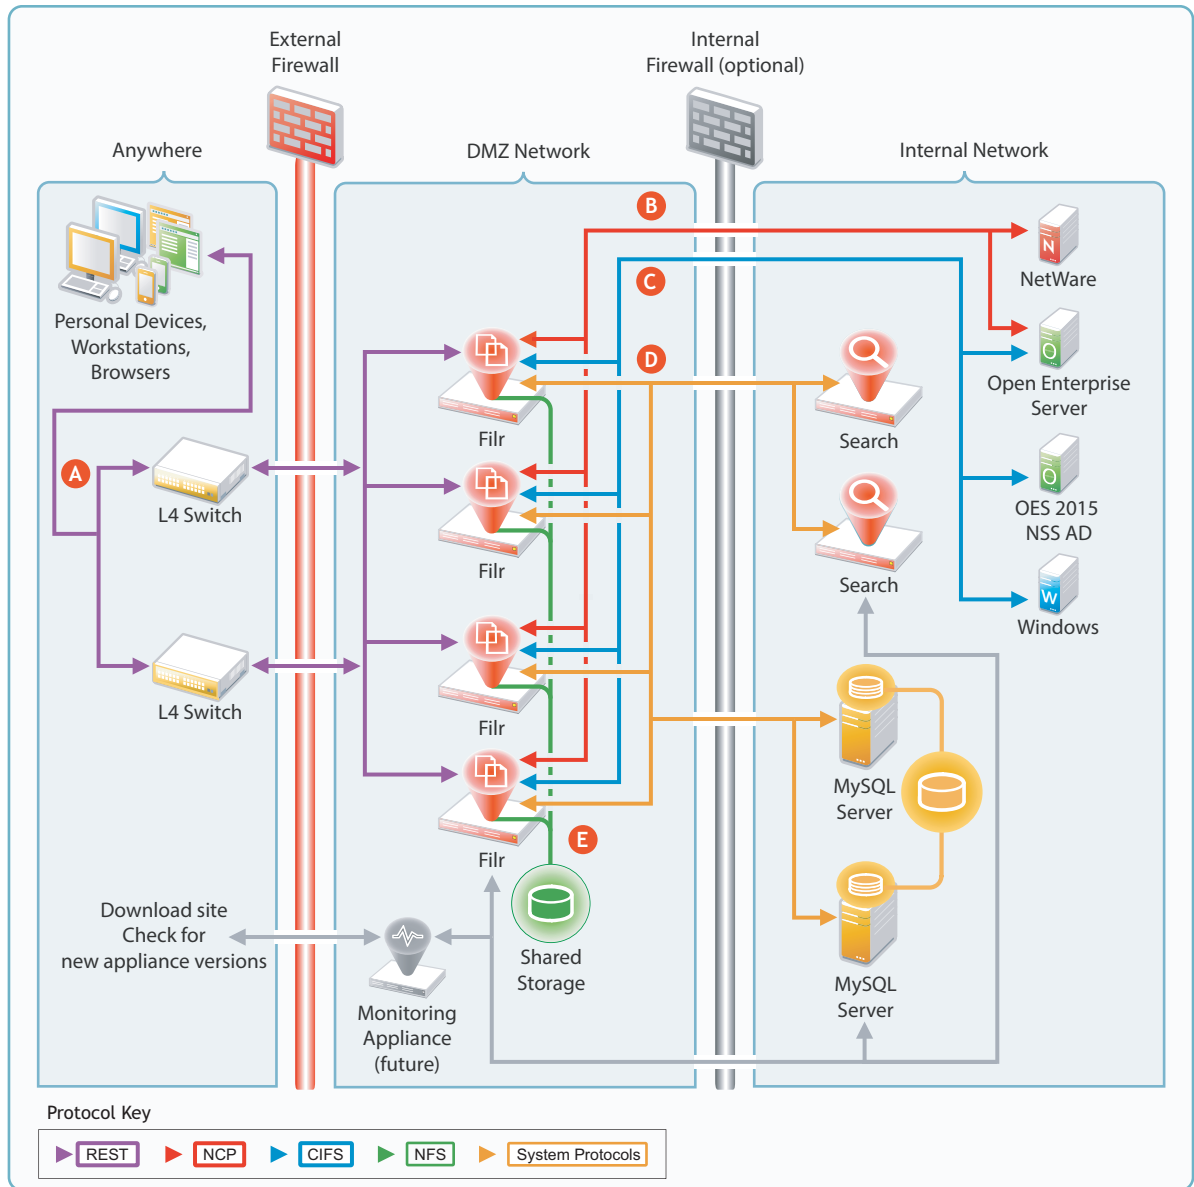 External
Firewall
Internal
Firewall (optional)
Anywhere
DMZ Network
Internal Network
B
N
NetWare
C
Personal Devices,
Workstations,
Browsers
O
Open Enterprise
Server
D
Filr
Search
A
L4 Switch
O
OES 2015
NSS AD
Filr
Search
W
Windows
L4 Switch
Filr
MySQL
Server
E
Filr
Download site
Check for
new appliance versions
Shared
Storage
MySQL
Server
Monitoring
Appliance
(future)
Protocol Key
REST
NCP
CIFS
NFS
System Protocols